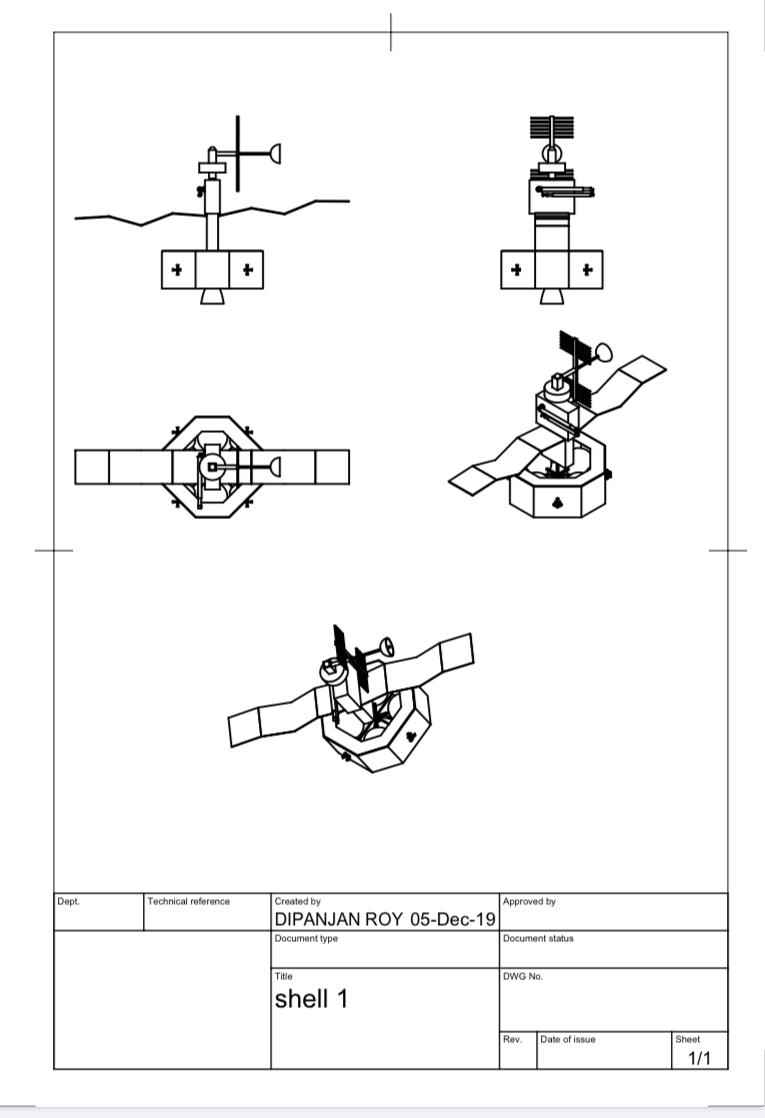 Dept.
Technical reference
Created by
DIPANJAN ROY 05-Dec-19
Approved by
Document type
Document status
Title
shell 1
DWG No.
Rev.
Date of issue
Sheet
1/1